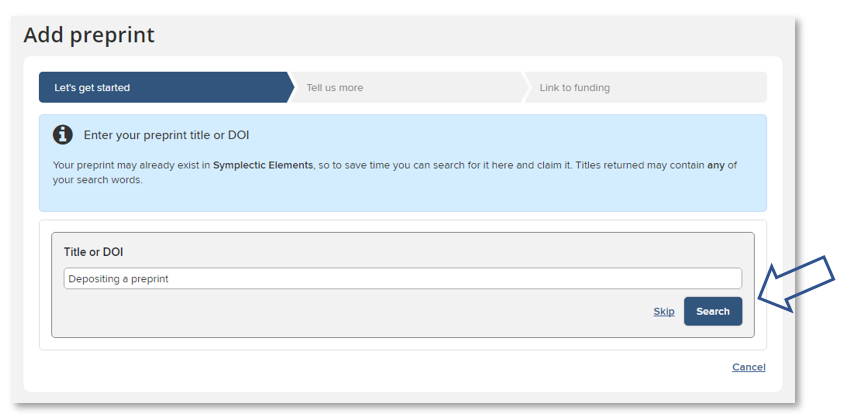 Add preprint
Let's get started
Tell us more
Link to funding
Enter your preprint title or DOI
Your preprint may already exist in Symplectic Elements, so to save time you can search for it here and claim it. Titles returned may contain any of
your search words.
Title or DOI
Depositing a preprint
Skip
Search
Cancel